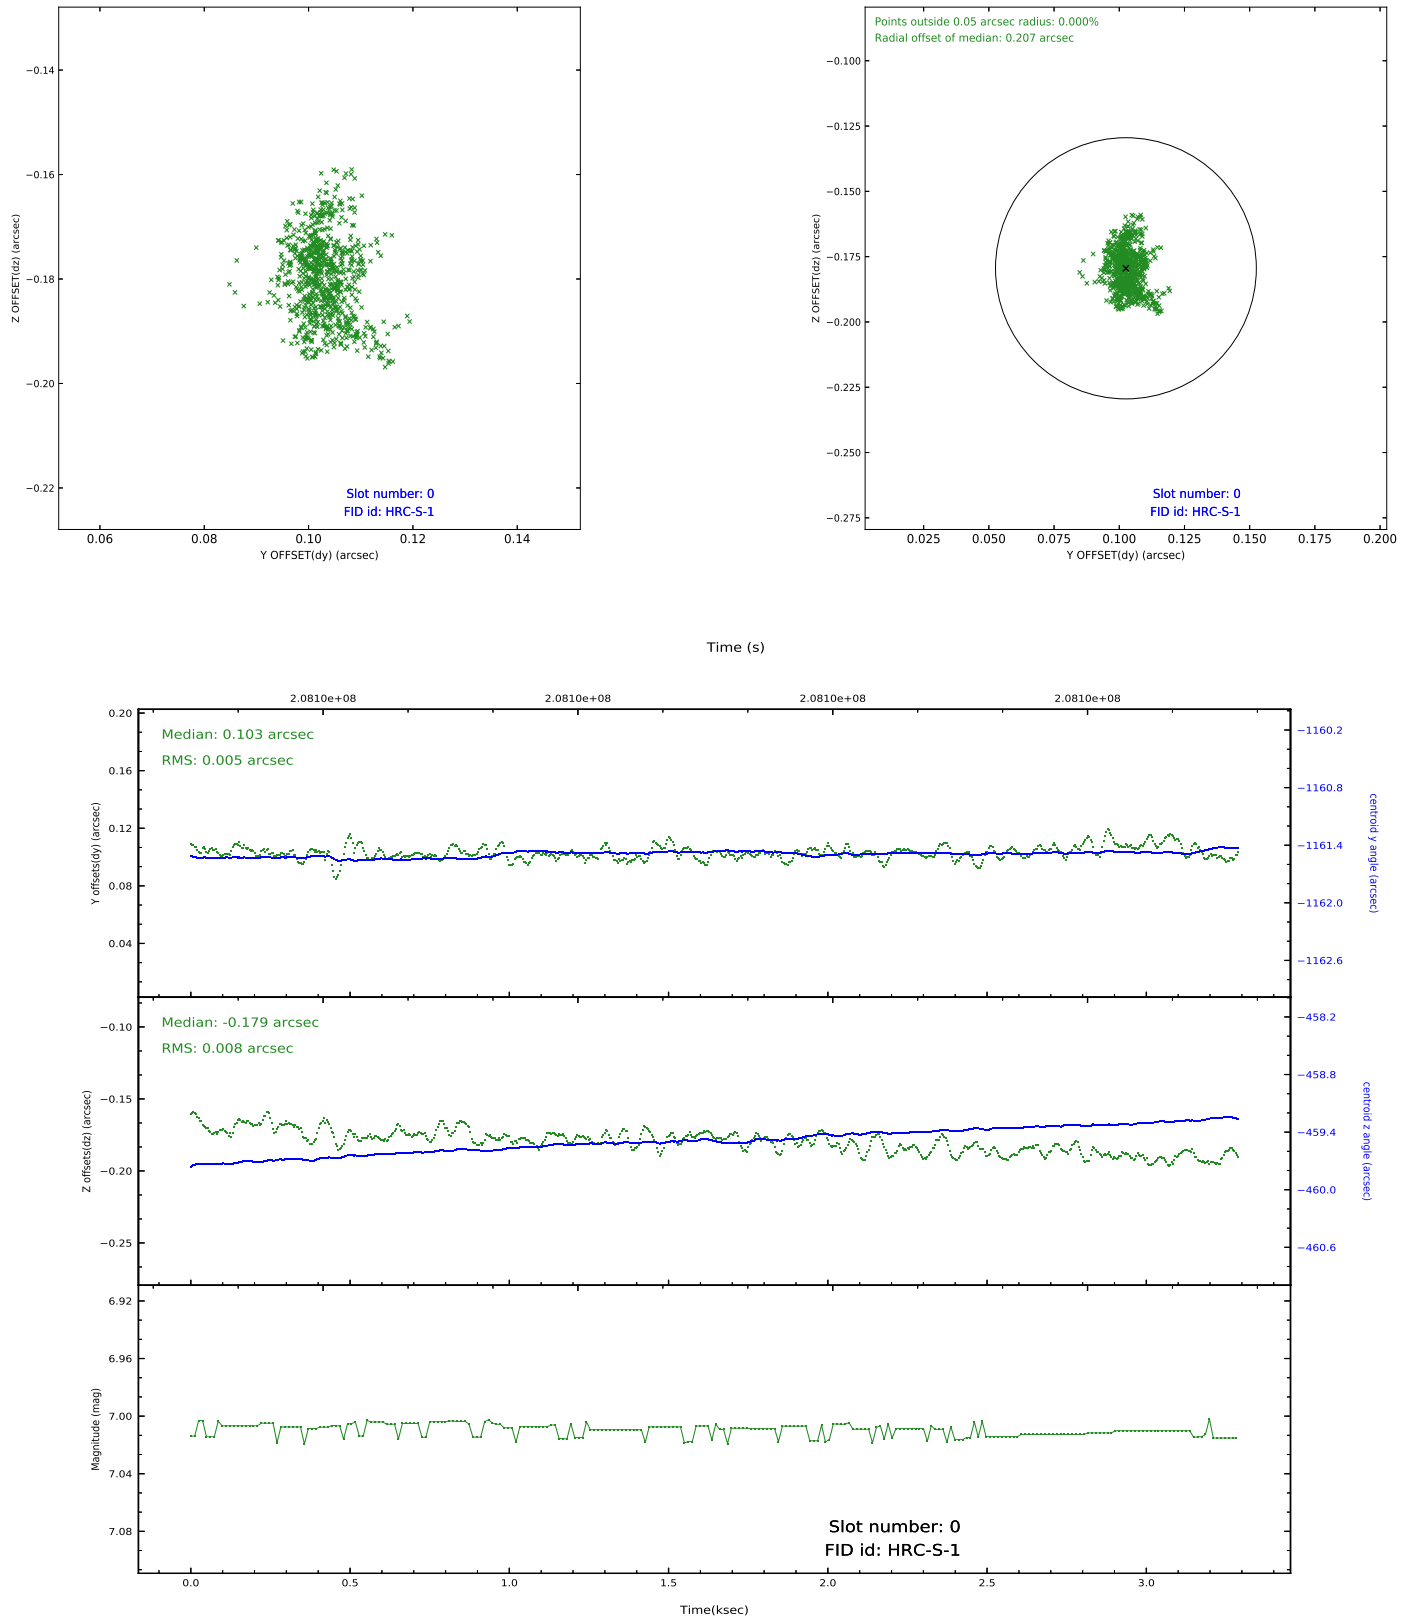 −0.14
−0.16
−0.18
−0.20
−0.22
Z OFFSET(dz) (arcsec)
Slot number: 0
FID id: HRC-S-1
0.06 0.08 0.10 0.12 0.14
Y OFFSET(dy) (arcsec)
Points outside 0.05 arcsec radius: 0.000%
Radial offset of median: 0.207 arcsec
−0.100
−0.125
−0.150
−0.175
−0.200
−0.225
−0.250
−0.275
Z OFFSET(dz) (arcsec)
Slot number: 0
FID id: HRC-S-1
0.025 0.050 0.075 0.100 0.125 0.150 0.175 0.200
Y OFFSET(dy) (arcsec)
Time (s)
2.0810e+08 2.0810e+08 2.0810e+08 2.0810e+08
Median: 0.103 arcsec
RMS: 0.005 arcsec
0.20
0.16
0.12
0.08
0.04
Y offsets(dy) (arcsec)
−1160.2
−1160.8
−1161.4
−1162.0
−1162.6
centroid y angle (arcsec)
Median: -0.179 arcsec
RMS: 0.008 arcsec
−0.10
−0.15
−0.20
−0.25
Z offsets(dz) (arcsec)
−458.2
−458.8
−459.4
−460.0
−460.6
centroid z angle (arcsec)
6.92
6.96
7.00
7.04
7.08
Magnitude (mag)
Slot number: 0
FID id: HRC-S-1
0.0 0.5 1.0 1.5 2.0 2.5 3.0
Time(ksec)